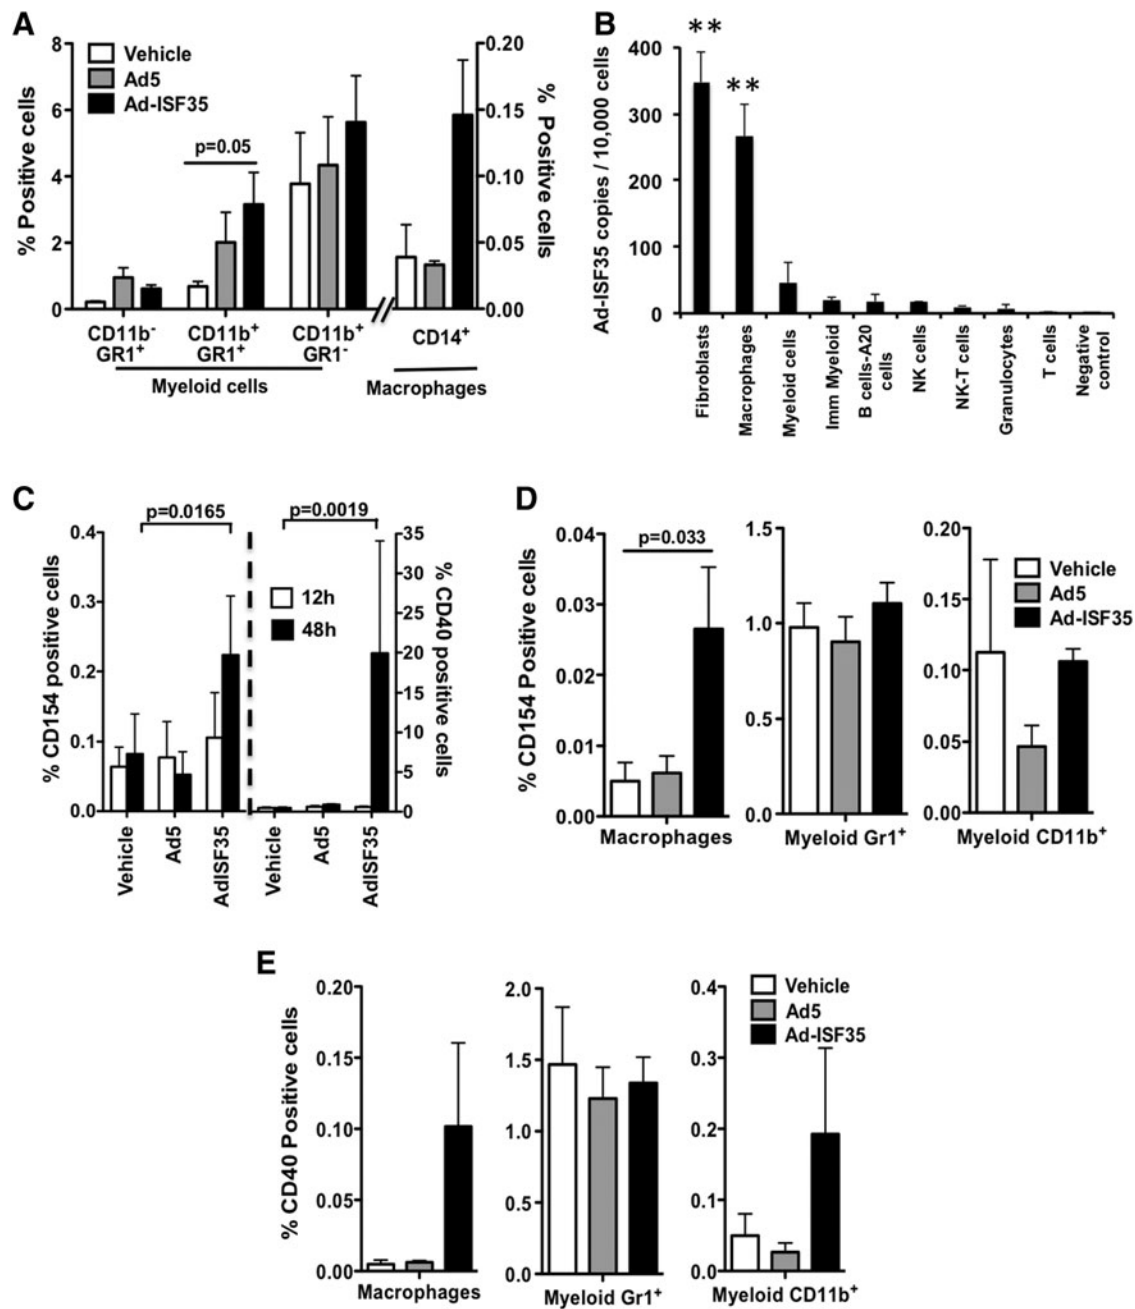 A
% Positive cells
8
6
4
2
0
Vehicle
Ad5
Ad-ISF35
p=0.05
0.20
0.15
0.10
0.05
0.00
% Positive cells
CD11b-
GR1+
CD11b+
GR1+
CD11b+
GR1-
CD14+
Myeloid cells
Macrophages
B
Ad-ISF35 copies / 10,000 cells
400
300
200
100
0
**
**
Fibroblasts
Macrophages
Myeloid cells
Imm Myeloid
B cells-A20
cells
NK cells
NK-T cells
Granulocytes
T cells
Negative
control
C
% CD154 positive cells
0.4
0.3
0.2
0.1
0.0
p=0.0165
p=0.0019
12h
48h
35
30
25
20
15
10
5
0
% CD40 positive
cells
Vehicle
Ad5
AdISF35
Vehicle
Ad5
AdISF35
D
% CD154 Positive cells
0.04
0.03
0.02
0.01
0.00
p=0.033
Macrophages
1.5
1.0
0.5
0.0
Myeloid Gr1+
0.20
0.15
0.10
0.05
0.00
Vehicle
Ad5
Ad-ISF35
Myeloid CD11b+
E
% CD40 Positive cells
0.20
0.15
0.10
0.05
0.00
Macrophages
2.0
1.5
1.0
0.5
0.0
Myeloid Gr1+
0.4
0.3
0.2
0.1
0.0
Vehicle
Ad5
Ad-ISF35
Myeloid CD11b+